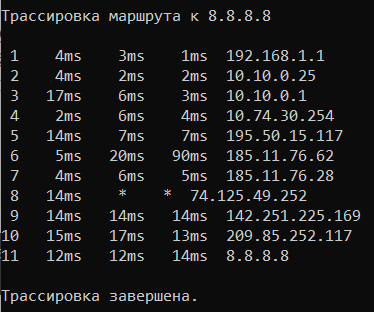 Трассировка маршрута к 8.8.8.8
1 4ms 3ms 1ms 192.168.1.1
2 4ms 2ms 2ms 10.10.0.25
3 17ms 6ms 3ms 10.10.0.1
4 2ms 6ms 4ms 10.74.30.254
5 14ms 7ms 7ms 195.50.15.117
6 5ms 20ms 90ms 185.11.76.62
7 4ms 6ms 5ms 185.11.76.28
8 14ms * * 74.125.49.252
9 14ms 14ms 14ms 142.251.225.169
10 15ms 17ms 13ms 209.85.252.117
11 12ms 12ms 14ms 8.8.8.8
Трассировка завершена.